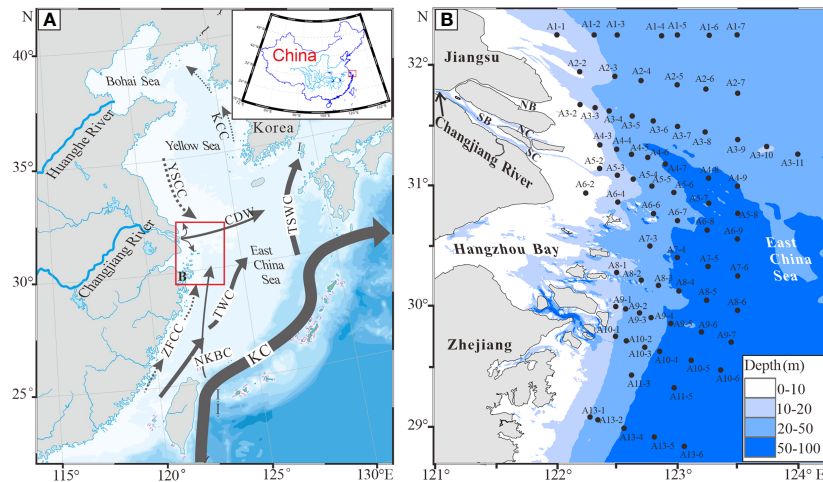 A
N
40°N
35°N
30°N
25°N
114°E
120°E
125°E
130°E
China
Bohai Sea
Huanghe River
KCC
Korea
Yellow Sea
YSCC
TSWC
CDW
Changjiang River
B
East
China
Sea
TWC
ZFCC
NKBC
KC
B
N
32°N
31°N
30°N
29°N
121°E
122°E
123°E
124°E
A1-1
A1-2
A1-3
A1-4
A1-5
A1-6
A1-7
Jiangsu
A2-2
A2-3
A2-4
A2-5
A2-6
A2-7
NB
SB
NC
SC
Changjiang River
A3-2
A3-3
A3-4
A3-5
A3-6
A3-7
A3-8
A3-9
A3-10
A3-11
A4-3
A4-4
A4-5
A4-6
A4-7
A4-8
A4-9
A5-2
A5-3
A5-4
A5-5
A5-7
A5-8
A6-2
A6-4
A6-6
A6-7
A6-8
A6-9
East
China
Sea
Hangzhou Bay
A7-3
A7-4
A7-5
A7-6
A8-1
A8-2
A8-3
A8-4
A8-5
A8-6
A9-1
A9-2
A9-3
A9-4
A9-5
A9-6
A9-7
Zhejiang
A10-1
A10-2
A10-3
A10-4
A10-5
A10-6
A11-3
A11-5
A13-1
A13-2
A13-4
A13-5
A13-6
Depth(m)
0-10
10-20
20-50
50-100